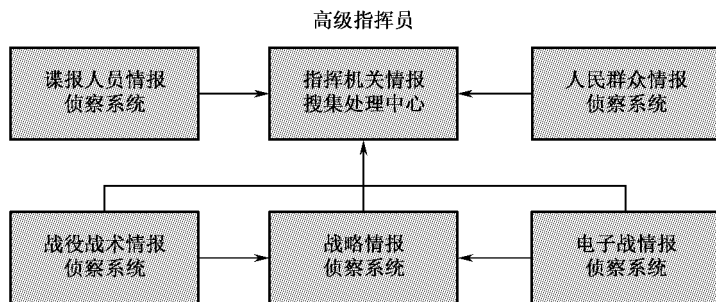 高级指挥员
谍报人员情报
侦察系统
指挥机关情报
搜集处理中心
人民群众情报
侦察系统
战役战术情报
侦察系统
战略情报
侦察系统
电子战情报
侦察系统